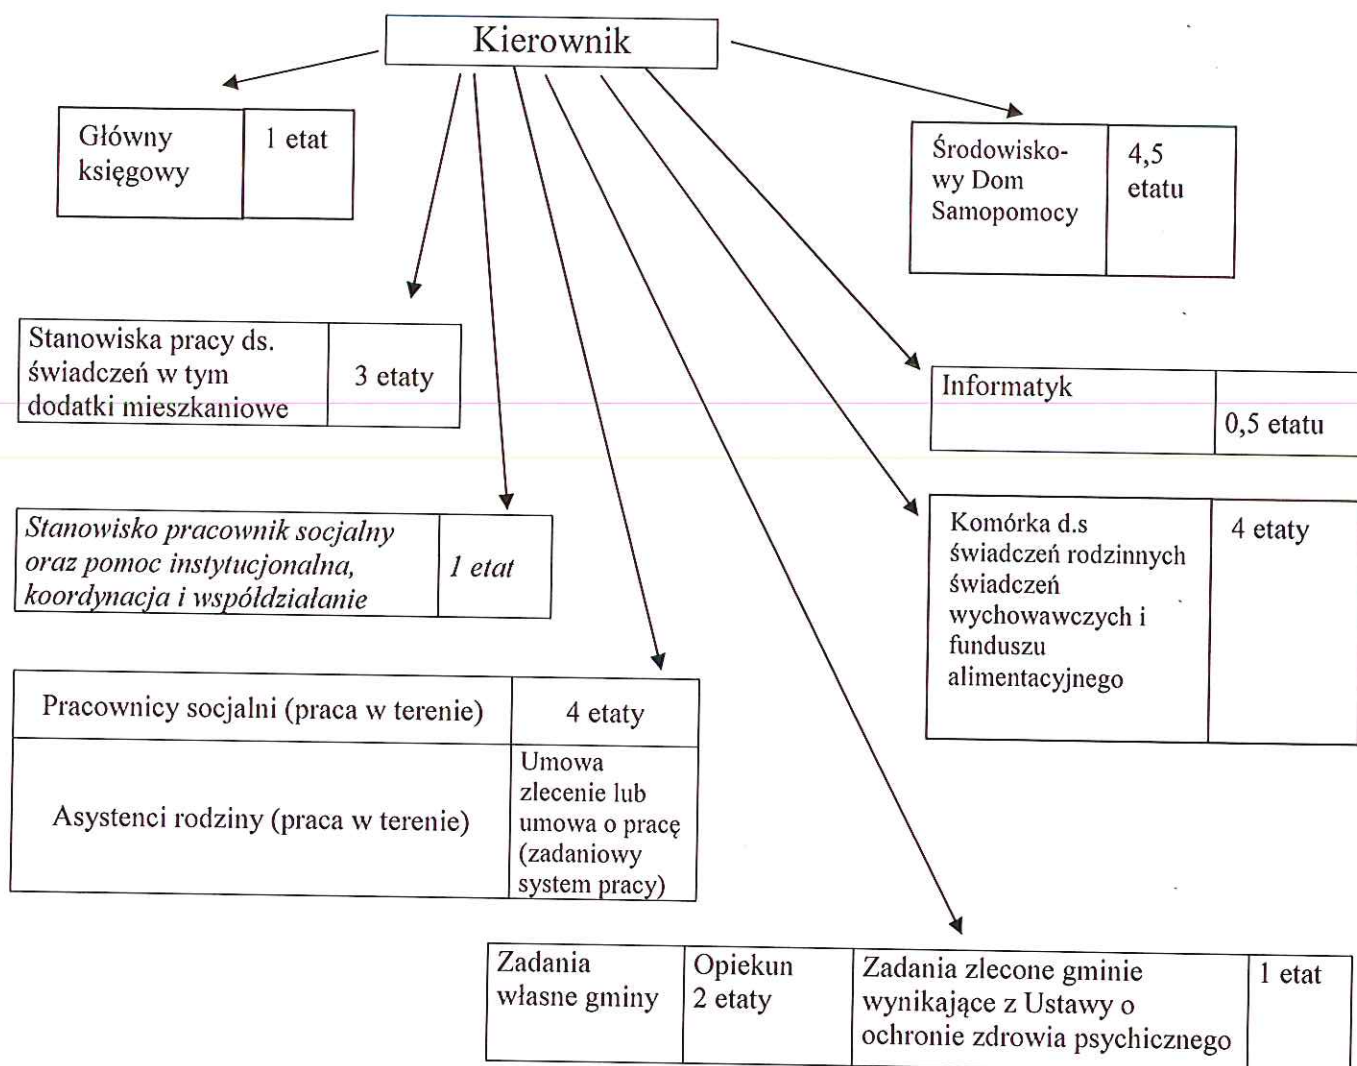 Kierownik
Główny
księgowy
1 etat
Środowisko-
wy Dom
Samopomocy
4,5
etatu
Stanowiska pracy ds.
świadczeń w tym
dodatki mieszkaniowe
3 etaty
Informatyk
0,5 etatu
Stanowisko pracownik socjalny
oraz pomoc instytucjonalna,
koordynacja i współdziałanie
1 etat
Komórka d.s
świadczeń rodzinnych
świadczeń
wychowawczych i
funduszu
alimentacyjnego
4 etaty
Pracownicy socjalni (praca w terenie)
4 etaty
Asystenci rodziny (praca w terenie)
Umowa
zlecenie lub
umowa o pracę
(zadaniowy
system pracy)
Zadania
własne gminy
Opiekun
2 etaty
Zadania zlecone gminie
wynikające z Ustawy o
ochronie zdrowia psychicznego
1 etat